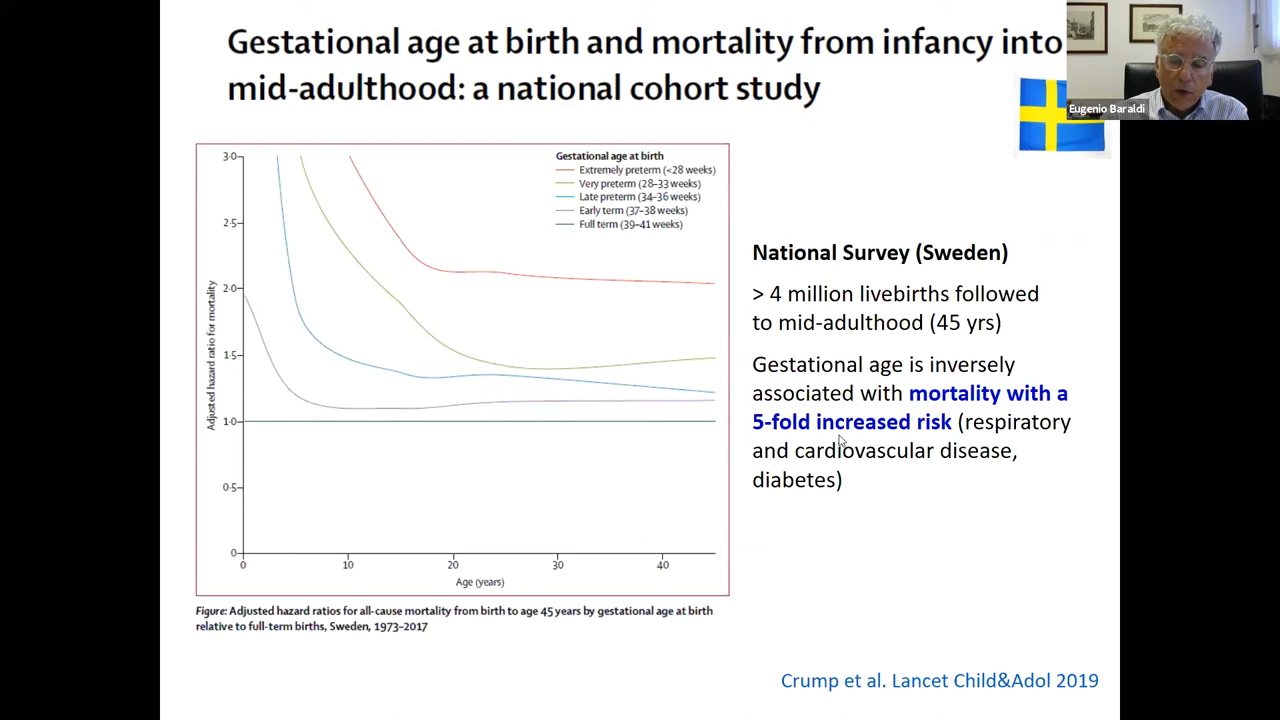 Gestational age at birth and mortality from infancy into
mid-adulthood: a national cohort study
Eugenio Baraldi
3·0
2·5
2·0
1·5
1·0
0·5
0
Adjusted hazard ratio for mortality
Gestational age at birth
Extremely preterm (<28 weeks)
Very preterm (28–33 weeks)
Late preterm (34–36 weeks)
Early term (37–38 weeks)
Full term (39–41 weeks)
0
10
20
30
40
Age (years)
Figure: Adjusted hazard ratios for all-cause mortality from birth to age 45 years by gestational age at birth
relative to full-term births, Sweden, 1973–2017
National Survey (Sweden)
> 4 million livebirths followed
to mid-adulthood (45 yrs)
Gestational age is inversely
associated with mortality with a
5-fold increased risk (respiratory
and cardiovascular disease,
diabetes)
Crump et al. Lancet Child&Adol 2019